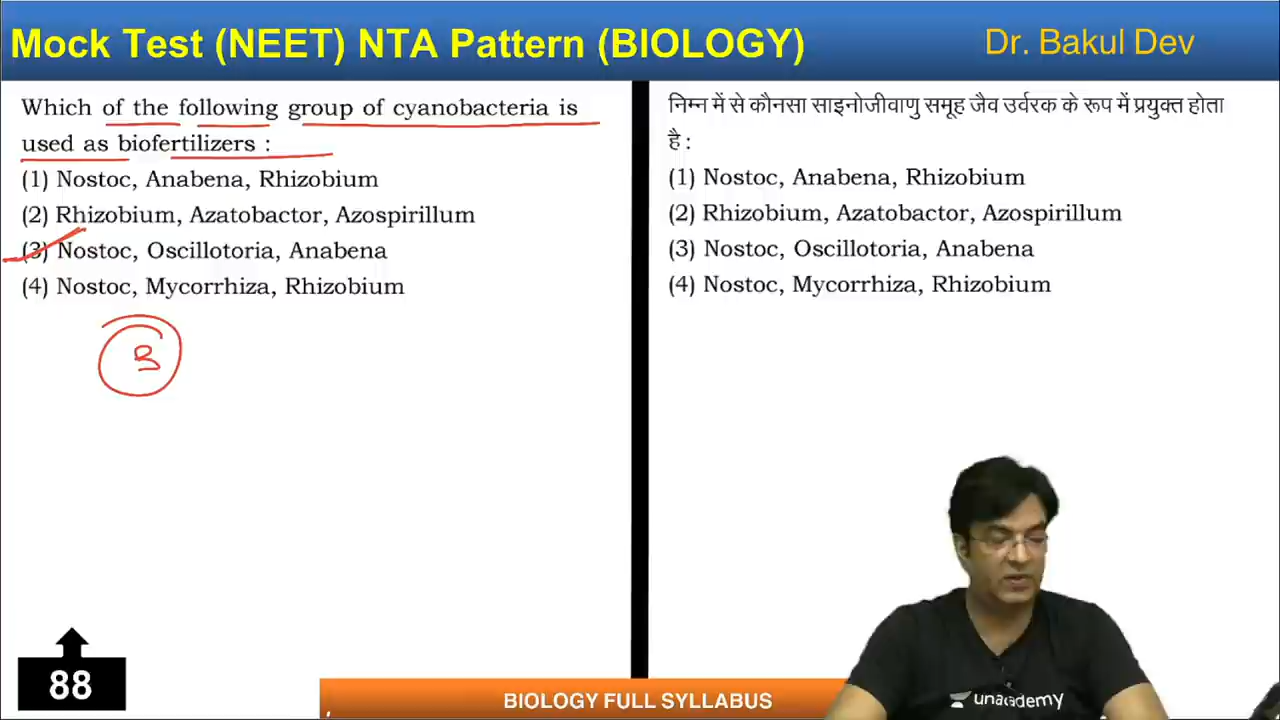 Mock Test (NEET) NTA Pattern (BIOLOGY)
Dr. Bakul Dev
Which of the following group of cyanobacteria is
used as biofertilizers :
(1) Nostoc, Anabena, Rhizobium
(2) Rhizobium, Azatobactor, Azospirillum
(3) Nostoc, Oscillotoria, Anabena
(4) Nostoc, Mycorrhiza, Rhizobium
3
निम्न में से कौनसा साइनोजीवाणु समूह जैव उर्वरक के रूप में प्रयुक्त होता
है :
(1) Nostoc, Anabena, Rhizobium
(2) Rhizobium, Azatobactor, Azospirillum
(3) Nostoc, Oscillotoria, Anabena
(4) Nostoc, Mycorrhiza, Rhizobium
88
BIOLOGY FULL SYLLABUS
unacademy